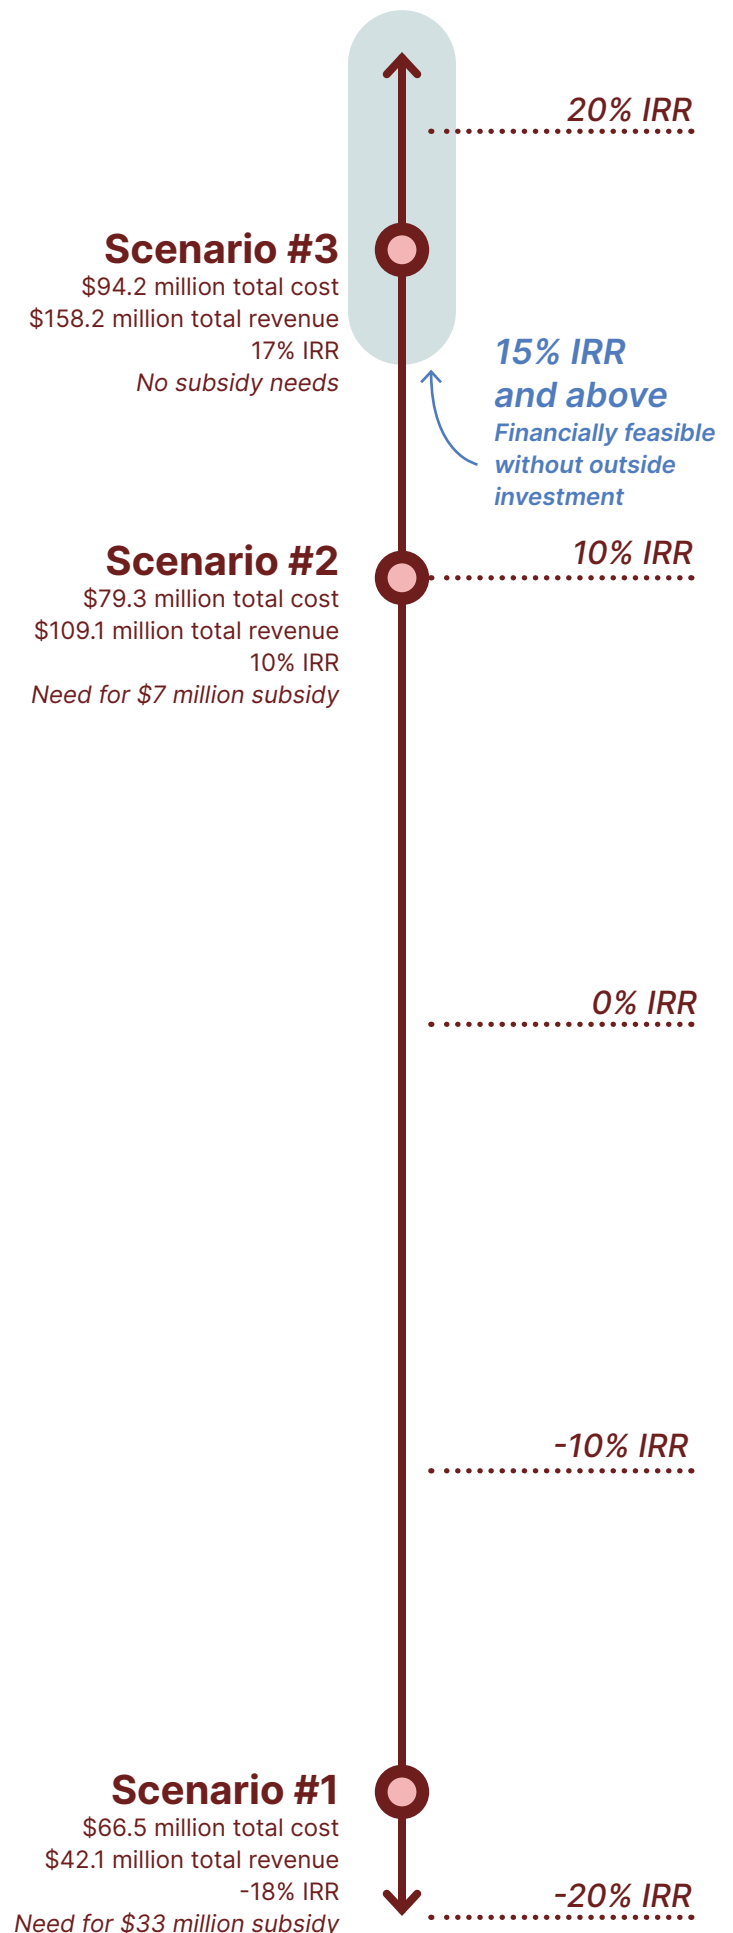 20% IRR
Scenario #3
$94.2 million total cost
$158.2 million total revenue
17% IRR
No subsidy needs
15% IRR
and above
Financially feasible
without outside
investment
10% IRR
Scenario #2
$79.3 million total cost
$109.1 million total revenue
10% IRR
Need for $7 million subsidy
0% IRR
-10% IRR
Scenario #1
$66.5 million total cost
$42.1 million total revenue
-18% IRR
Need for $33 million subsidy
-20% IRR